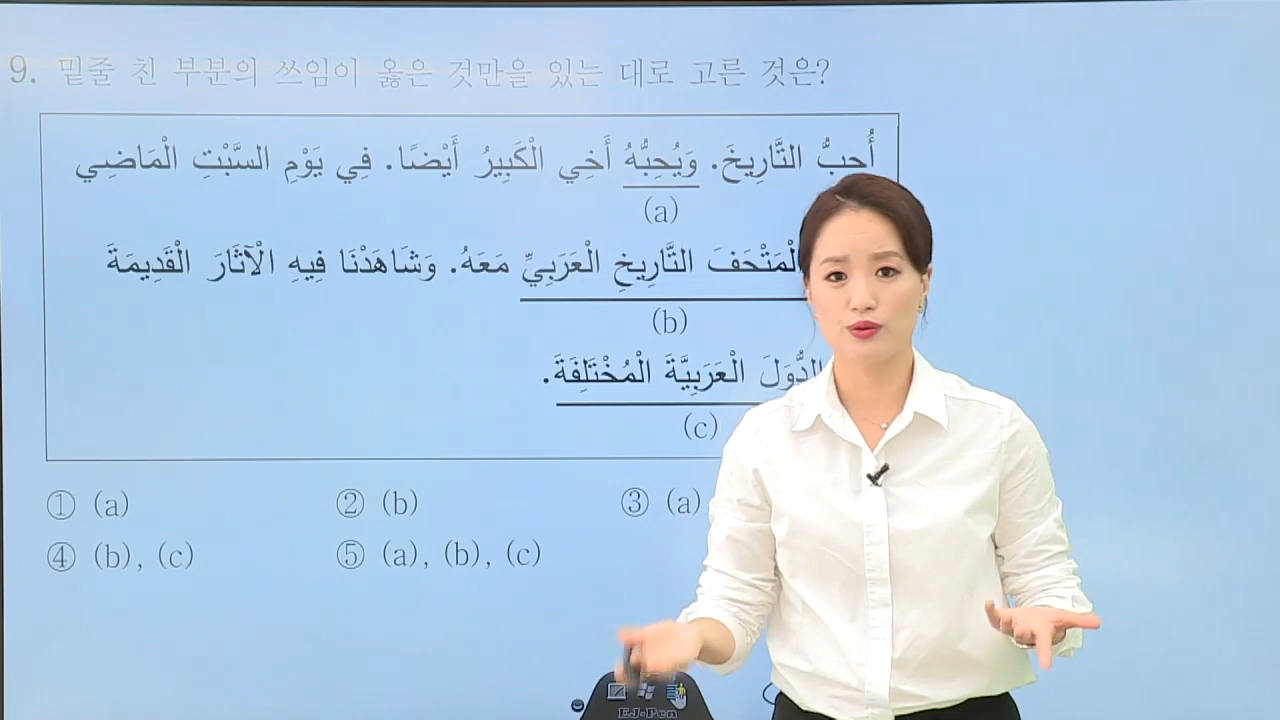 9. 밑줄 친 부분의 쓰임이 옳은 것만을 있는 대로 고른 것은?
أُحِبُّ التَّارِيخَ. وَيُحِبُّهُ أَخِي الْكَبِيرُ أَيْضًا. فِي يَوْمِ السَّبْتِ الْمَاضِي
(a)
الْمَتْحَفَ التَّارِيخِ الْعَرَبِيِّ مَعَهُ. وَشَاهَدْنَا فِيهِ الْآثَارَ الْقَدِيمَةَ
(b)
الدُّوَلَ الْعَرَبِيَّةَ الْمُخْتَلِفَةَ.
(c)
① (a) ② (b) ③ (a)
④ (b), (c) ⑤ (a), (b), (c)
EJ-Pen